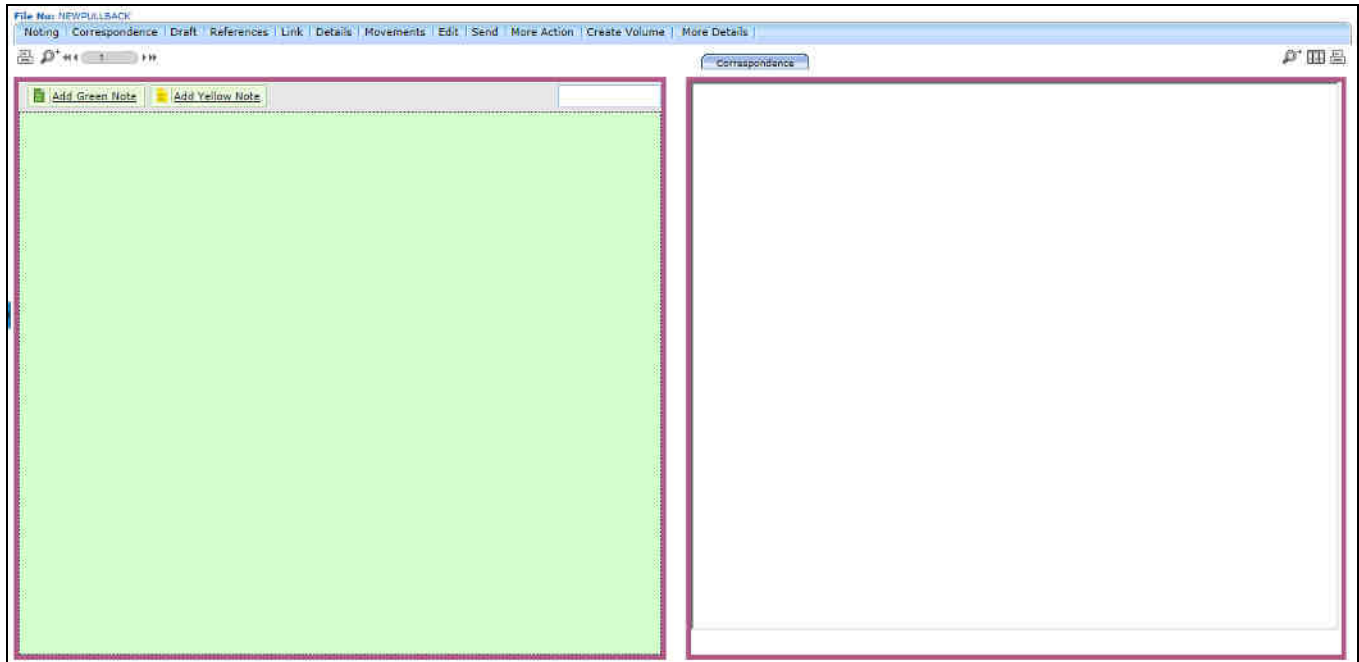 File No: NEWPULLBACK
Noting | Correspondence | Draft | References | Link | Details | Movements | Edit | Send | More Action | Create Volume | More Details |
1
Correspondence
Add Green Note
Add Yellow Note